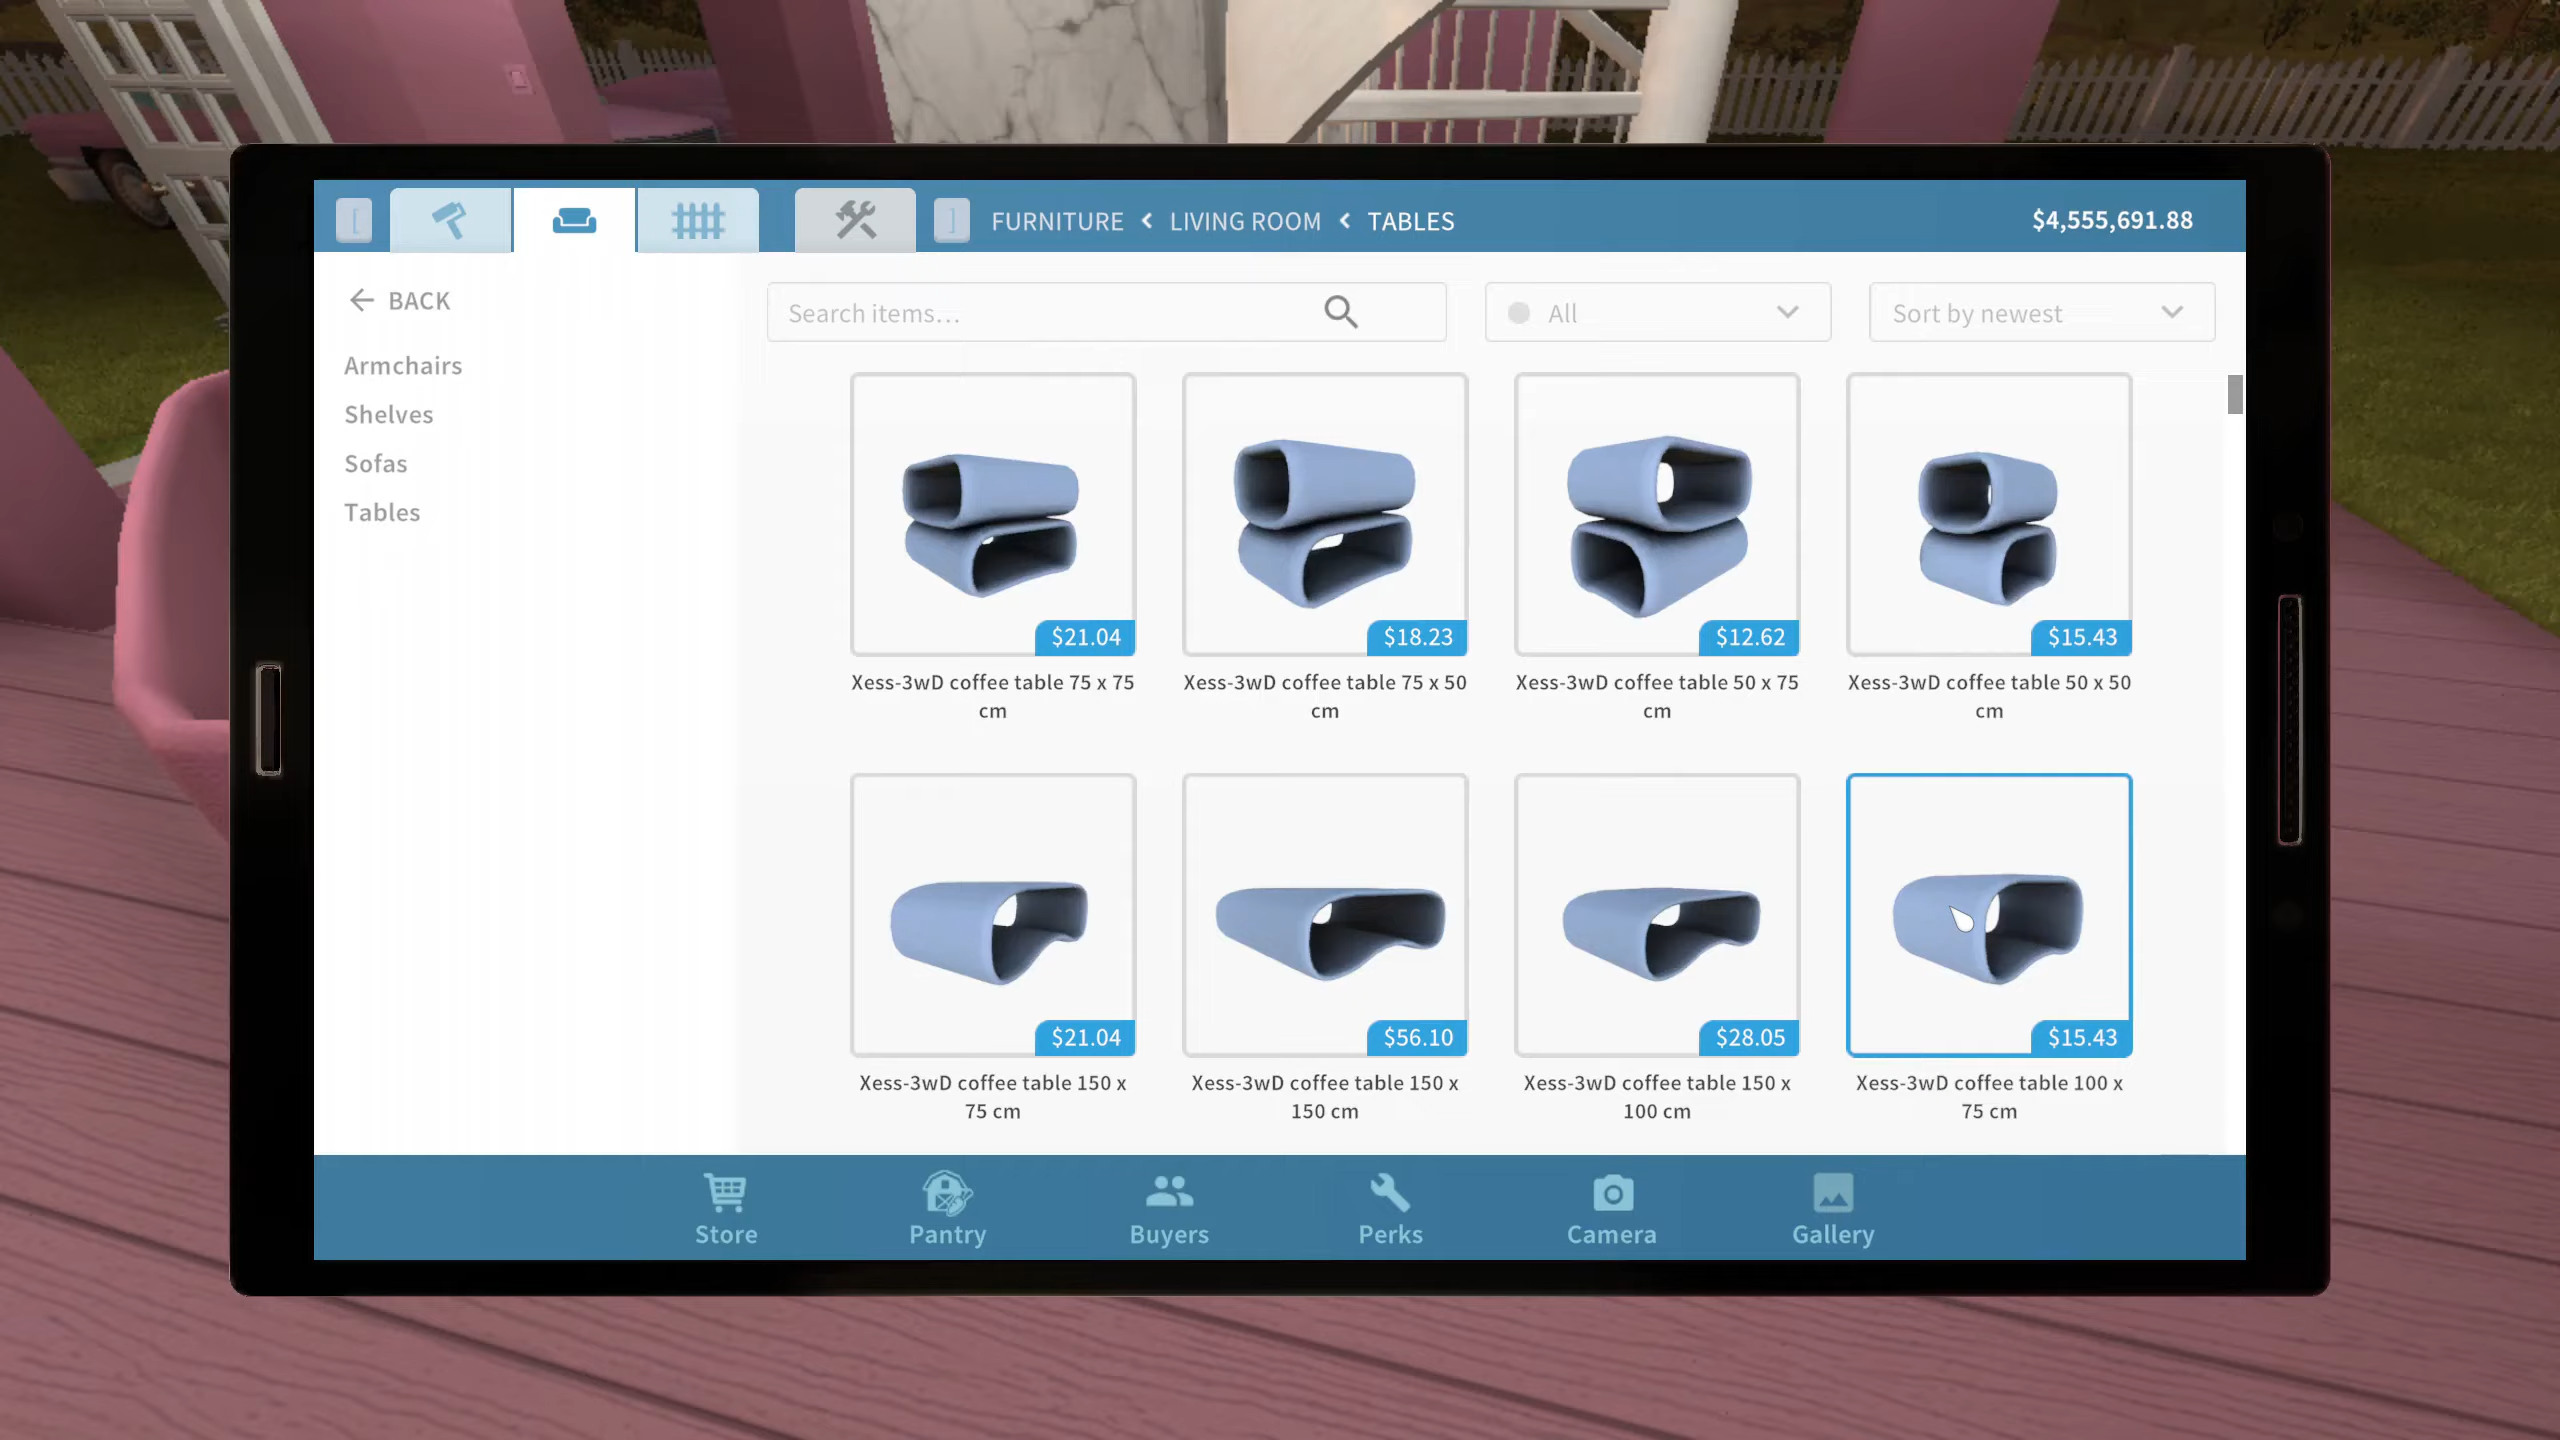 [
]
FURNITURE < LIVING ROOM < TABLES
$4,555,691.88
BACK
Search items...
All
Sort by newest
Armchairs
Shelves
Sofas
Tables
$21.04
$18.23
$12.62
$15.43
Xess-3wD coffee table 75 x 75
cm
Xess-3wD coffee table 75 x 50
cm
Xess-3wD coffee table 50 x 75
cm
Xess-3wD coffee table 50 x 50
cm
$21.04
$56.10
$28.05
$15.43
Xess-3wD coffee table 150 x
75 cm
Xess-3wD coffee table 150 x
150 cm
Xess-3wD coffee table 150 x
100 cm
Xess-3wD coffee table 100 x
75 cm
Store
Pantry
Buyers
Perks
Camera
Gallery